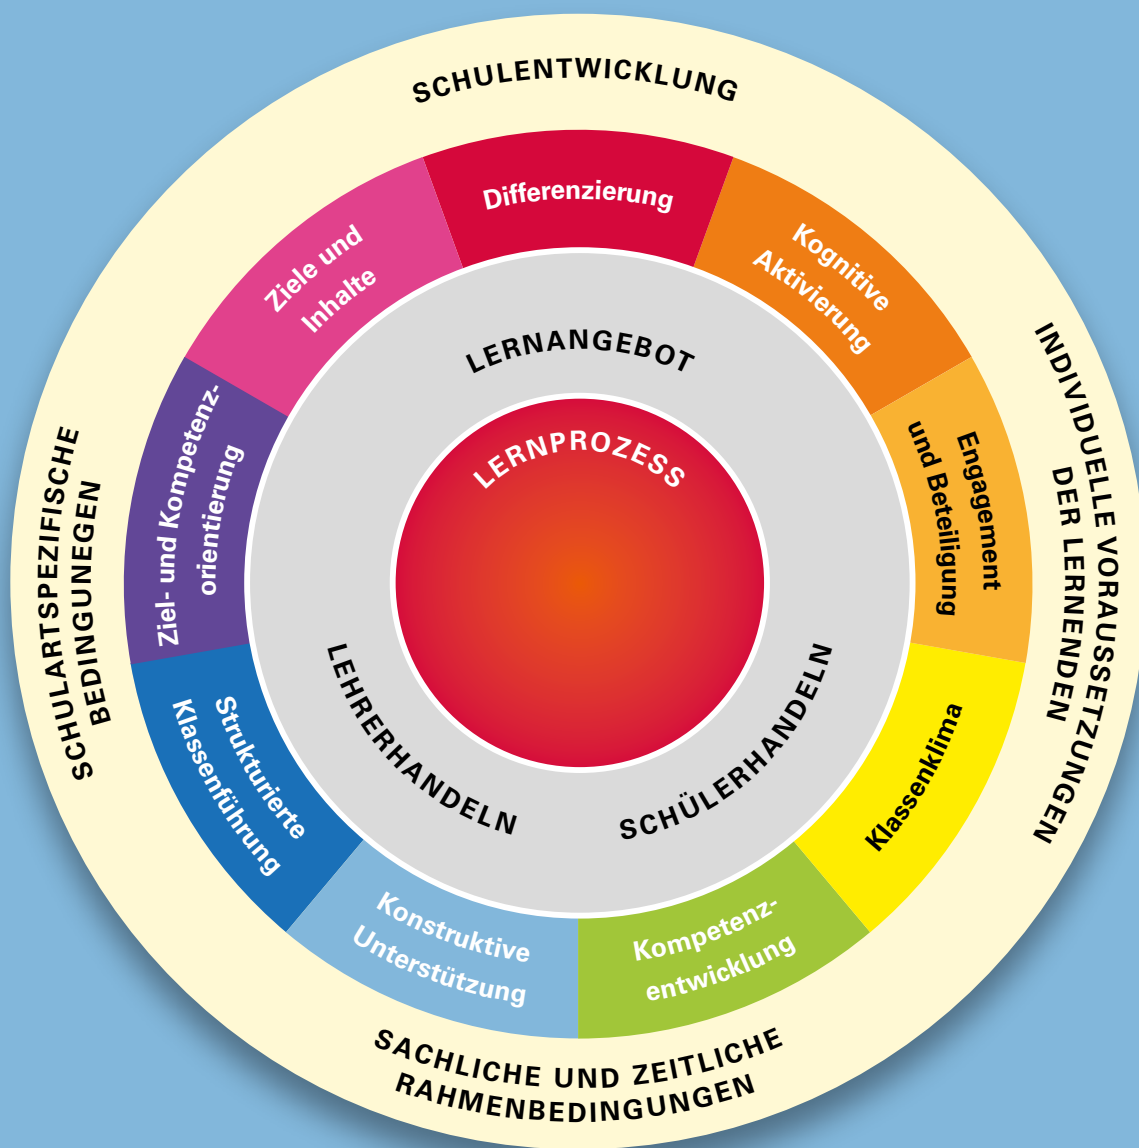 SCHULENTWICKLUNG
Differenzierung
Kognitive
Aktivierung
Engagement
und Beteiligung
Klassenklima
Kompetenz-
entwicklung
Konstruktive
Unterstützung
Strukturierte
Klassenführung
Ziel- und Kompetenz-
orientierung
Ziele und
Inhalte
LERNANGEBOT
LERNPROZESS
LEHRERHANDELN
SCHÜLERHANDELN
INDIVIDUELLE VORAUSSETZUNGEN
DER LERNENDEN
SACHLICHE UND ZEITLICHE
RAHMENBEDINGUNGEN
SCHULARTSPEZIFISCHE
BEDINGUNEGEN